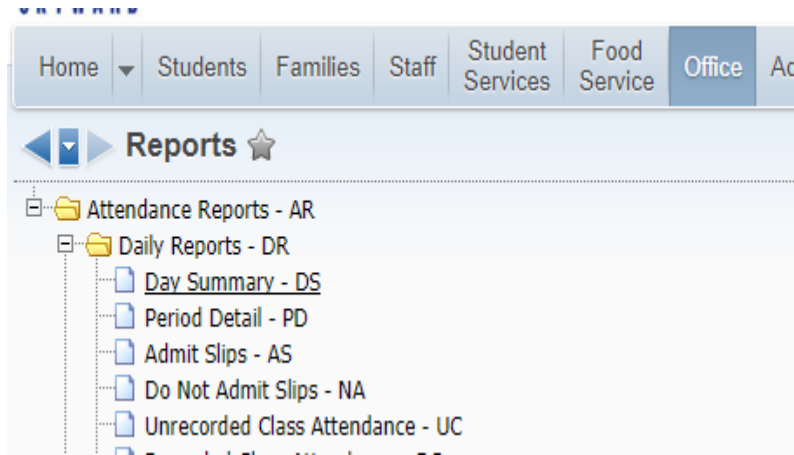 Home Students Families Staff Student Services Food Service Office
Reports
Attendance Reports - AR
Daily Reports - DR
Day Summary - DS
Period Detail - PD
Admit Slips - AS
Do Not Admit Slips - NA
Unrecorded Class Attendance - UC